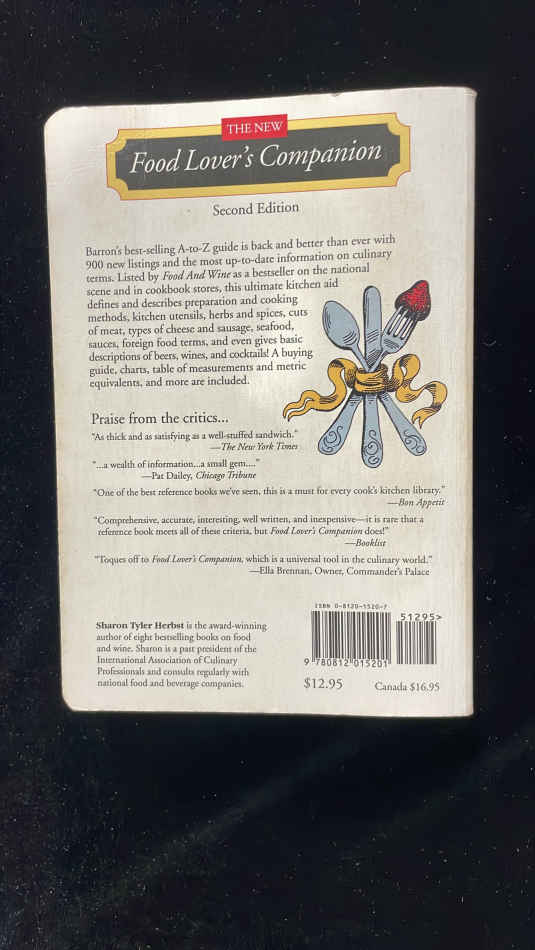 THE NEW
Food Lover's Companion
Second Edition
Barron's best-selling A-to-Z guide is back and better than ever with
900 new listings and the most up-to-date information on culinary
terms. Listed by Food And Wine as a bestseller on the national
scene and in cookbook stores, this ultimate kitchen aid
defines and describes preparation and cooking
methods, kitchen utensils, herbs and spices, cuts
of meat, types of cheese and sausage, seafood,
sauces, foreign food terms, and even gives basic
descriptions of beers, wines, and cocktails! A buying
guide, charts, table of measurements and metric
equivalents, and more are included.
Praise from the critics...
"As thick and as satisfying as a well-stuffed sandwich."
—The New York Times
"...a wealth of information...a small gem...."
—Pat Dailey, Chicago Tribune
"One of the best reference books we've seen, this is a must for every cook's kitchen library."
—Bon Appetit
"Comprehensive, accurate, interesting, well written, and inexpensive—it is rare that a
reference book meets all of these criteria, but Food Lover's Companion does!"
—Booklist
"Toques off to Food Lover's Companion, which is a universal tool in the culinary world."
—Ella Brennan, Owner, Commander's Palace
Sharon Tyler Herbst is the award-winning
author of eight bestselling books on food
and wine. Sharon is a past president of the
International Association of Culinary
Professionals and consults regularly with
national food and beverage companies.
ISBN 0-8120-1520-7
51295>
9 780812 015201
$12.95
Canada $16.95